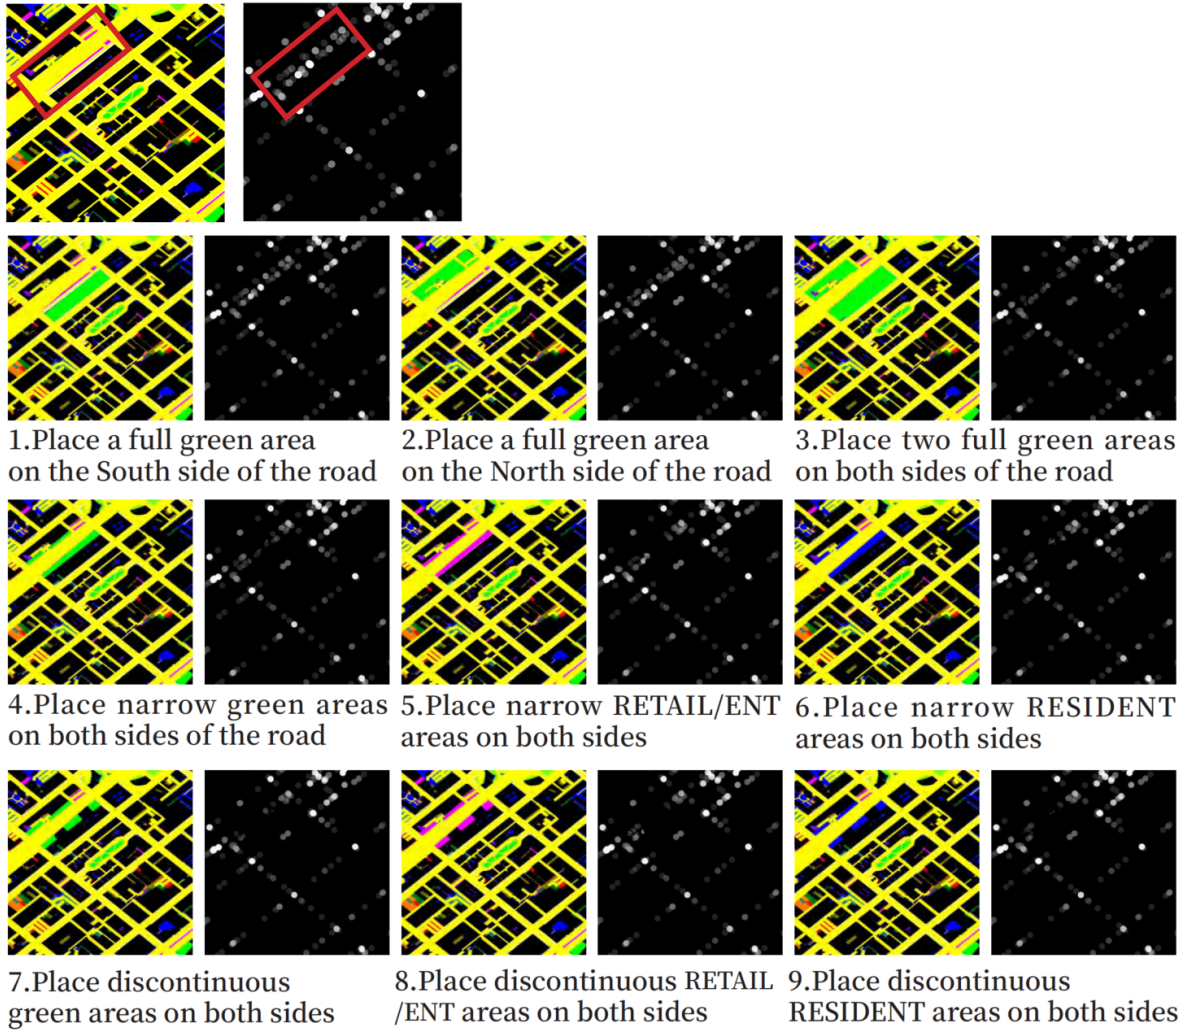 1.Place a full green area
on the South side of the road
2.Place a full green area
on the North side of the road
3.Place two full green areas
on both sides of the road
4.Place narrow green areas
on both sides of the road
5.Place narrow RETAIL/ENT
areas on both sides
6.Place narrow RESIDENT
areas on both sides
7.Place discontinuous
green areas on both sides
8.Place discontinuous RETAIL
/ENT areas on both sides
9.Place discontinuous
RESIDENT areas on both sides